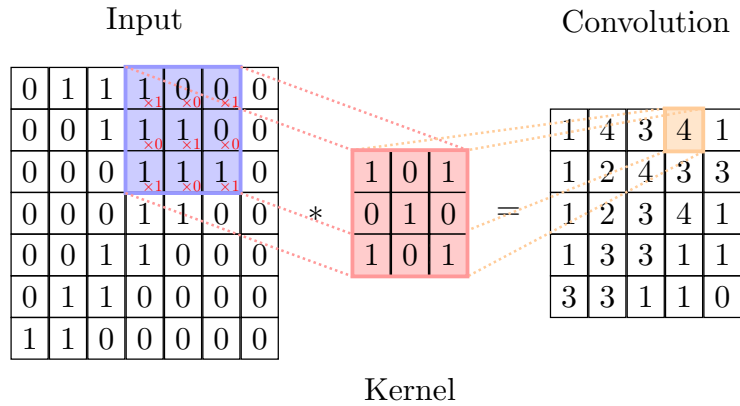 Input
Convolution
0 1 1 1×1 0×0 0×1 0
0 0 1 1×0 1×1 0×0 0
0 0 0 1×1 1×0 1×1 0
0 0 0 1 1 0 0
0 0 1 1 0 0 0
0 1 1 0 0 0 0
1 1 0 0 0 0 0
*
1 0 1
0 1 0
1 0 1
=
1 4 3 4 1
1 2 4 3 3
1 2 3 4 1
1 3 3 1 1
3 3 1 1 0
Kernel